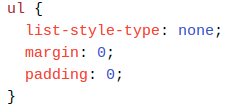 ul {
  list-style-type: none;
  margin: 0;
  padding: 0;
}